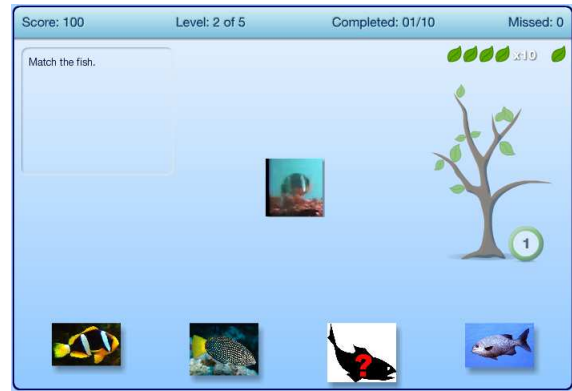 Score: 100 Level: 2 of 5 Completed: 01/10 Missed: 0
Match the fish.
x10
1
?